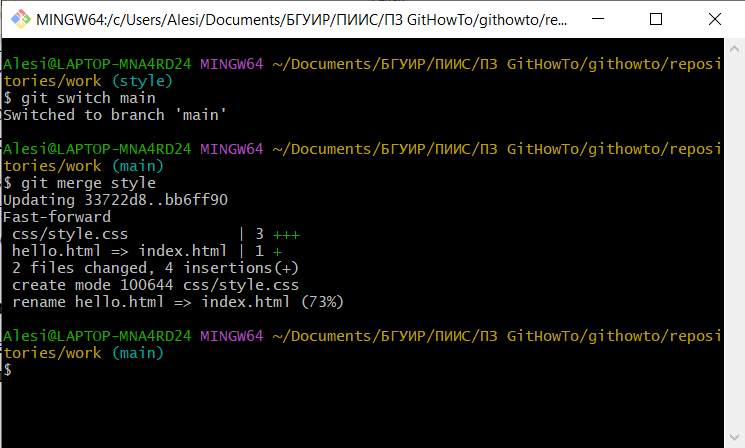 MINGW64:/c/Users/Alesi/Documents/БГУИР/ПИИС/ПЗ GitHowTo/githowto/re...
Alesi@LAPTOP-MNA4RD24 MINGW64 ~/Documents/БГУИР/ПИИС/ПЗ GitHowTo/githowto/reposi
tories/work (style)
$ git switch main
Switched to branch 'main'
Alesi@LAPTOP-MNA4RD24 MINGW64 ~/Documents/БГУИР/ПИИС/ПЗ GitHowTo/githowto/reposi
tories/work (main)
$ git merge style
Updating 33722d8..bb6ff90
Fast-forward
 css/style.css            | 3 +++
 hello.html => index.html | 1 +
 2 files changed, 4 insertions(+)
 create mode 100644 css/style.css
 rename hello.html => index.html (73%)
Alesi@LAPTOP-MNA4RD24 MINGW64 ~/Documents/БГУИР/ПИИС/ПЗ GitHowTo/githowto/reposi
tories/work (main)
$